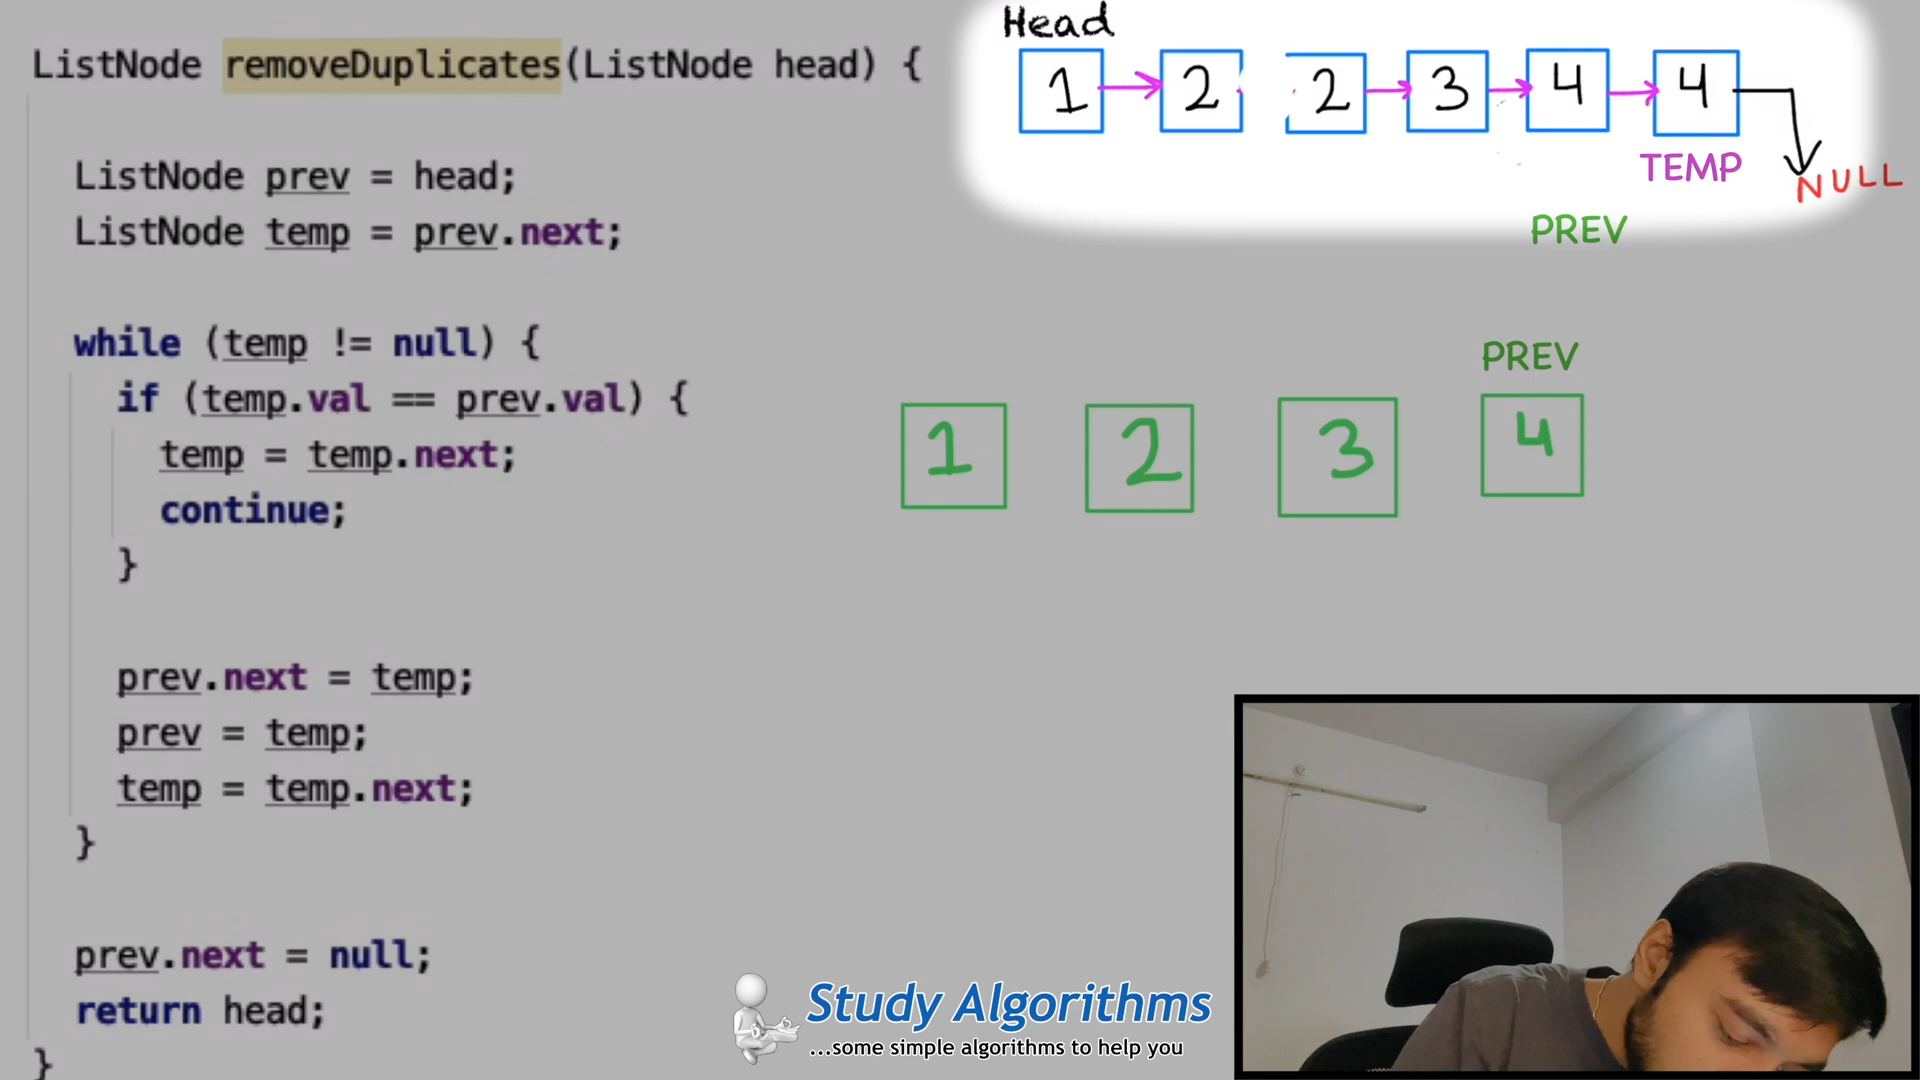 ListNode removeDuplicates(ListNode head) {
ListNode prev = head;
ListNode temp = prev.next;
while (temp != null) {
if (temp.val == prev.val) {
temp = temp.next;
continue;
}
prev.next = temp;
prev = temp;
temp = temp.next;
}
prev.next = null;
return head;
}
Head
1 2 2 3 4 4
TEMP
NULL
PREV
PREV
1 2 3 4
Study Algorithms
...some simple algorithms to help you